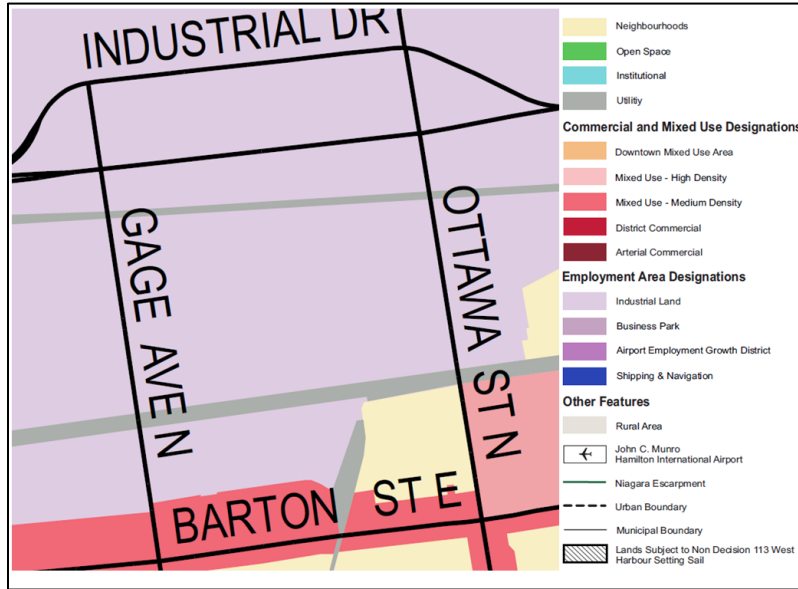 INDUSTRIAL DR
GAGE AVE N
OTTAWA ST N
BARTON ST E
Neighbourhoods
Open Space
Institutional
Utilitiy
Commercial and Mixed Use Designations
Downtown Mixed Use Area
Mixed Use - High Density
Mixed Use - Medium Density
District Commercial
Arterial Commercial
Employment Area Designations
Industrial Land
Business Park
Airport Employment Growth District
Shipping & Navigation
Other Features
Rural Area
John C. Munro
Hamilton International Airport
Niagara Escarpment
Urban Boundary
Municipal Boundary
Lands Subject to Non Decision 113 West
Harbour Setting Sail